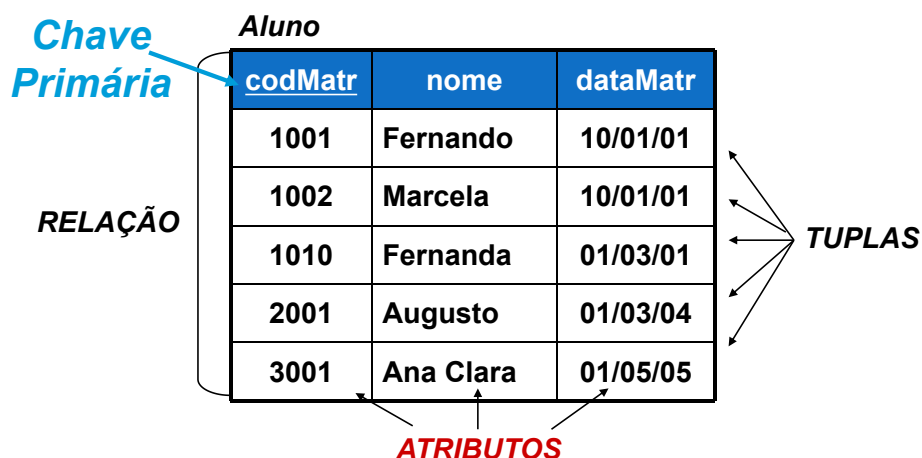 Chave
Primária
Aluno
codMatr nome dataMatr
1001 Fernando 10/01/01
1002 Marcela 10/01/01
RELAÇÃO
TUPLAS
1010 Fernanda 01/03/01
2001 Augusto 01/03/04
3001 Ana Clara 01/05/05
ATRIBUTOS